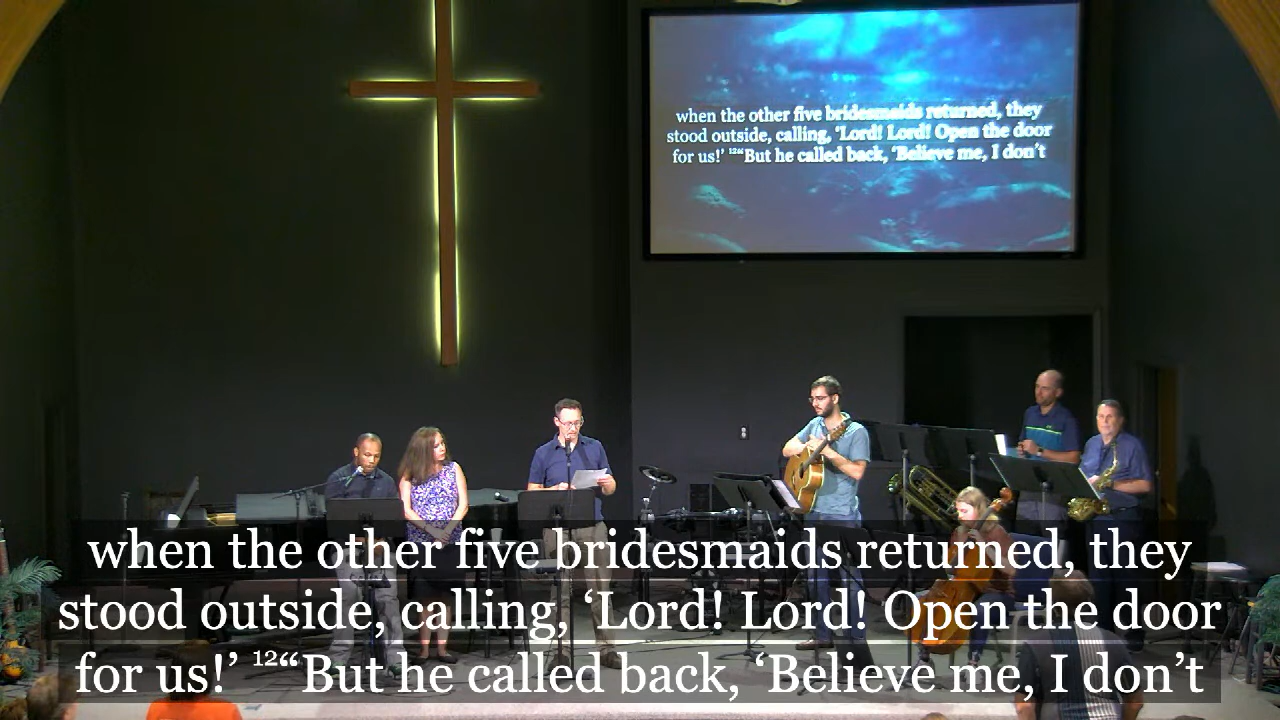 when the other five bridesmaids returned, they
stood outside, calling, ‘Lord! Lord! Open the door
for us!’ ¹²“But he called back, ‘Believe me, I don’t
when the other five bridesmaids returned, they
stood outside, calling, ‘Lord! Lord! Open the door
for us!’ ¹²“But he called back, ‘Believe me, I don’t